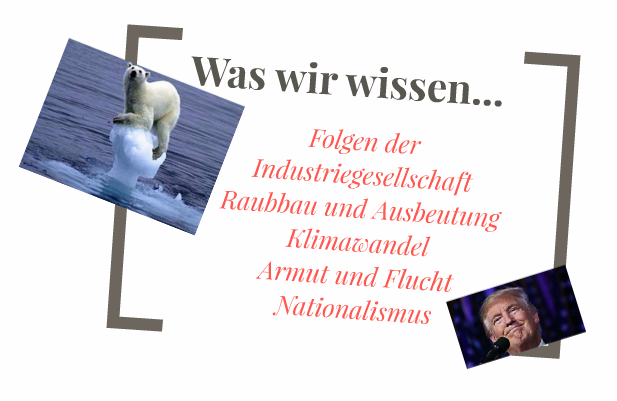 Was wir wissen...
Folgen der
Industriegesellschaft
Raubbau und Ausbeutung
Klimawandel
Armut und Flucht
Nationalismus